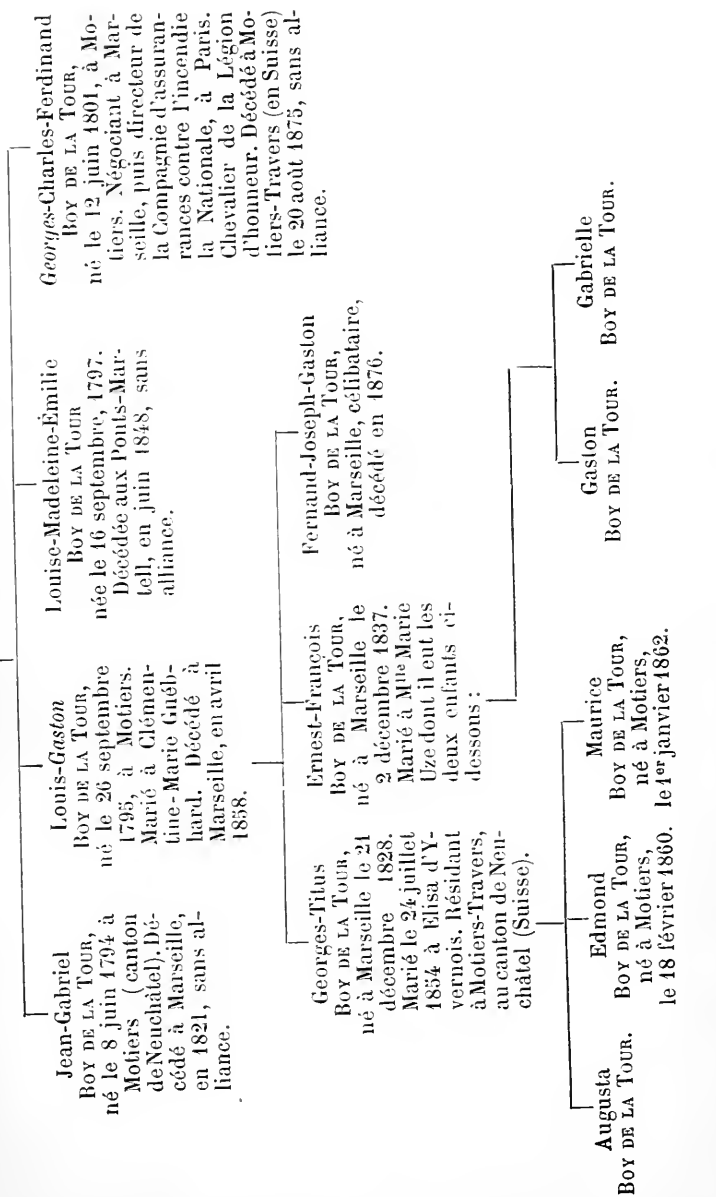 Jean-Gabriel
BOY DE LA TOUR,
né le 8 juin 1794 à
Motiers (canton
de Neuchâtel). Dé-
cédé à Marseille,
en 1821, sans al-
liance.
Louis-Gaston
BOY DE LA TOUR,
né le 26 septembre
1795, à Motiers.
Marié à Clémen-
tine-Marie Guéb-
hard. Décédé à
Marseille, en avril
1858.
Louise-Madeleine-Émilie
BOY DE LA TOUR
née le 16 septembre, 1797.
Décédée aux Ponts-Mar-
tell, en juin 1848, sans
alliance.
Georges-Charles-Ferdinand
BOY DE LA TOUR,
né le 12 juin 1801, à Mo-
tiers. Négociant à Mar-
seille, puis directeur de
la Compagnie d'assuran-
rances contre l'incendie
la Nationale, à Paris.
Chevalier de la Légion
d'honneur. Décédé à Mo-
tiers-Travers (en Suisse)
le 20 août 1875, sans al-
liance.
Georges-Titus
BOY DE LA TOUR,
né à Marseille le 21
décembre 1828.
Marié le 24 juillet
1854 à Elisa d'Y-
vernois. Résidant
à Motiers-Travers,
au canton de Neu-
châtel (Suisse).
Ernest-François
BOY DE LA TOUR,
né à Marseille le
2 décembre 1837.
Marié à Mlle Marie
Uze dont il eut les
deux enfants ci-
dessons :
Fernand-Joseph-Gaston
BOY DE LA TOUR,
né à Marseille, célibataire,
décédé en 1876.
Augusta
BOY DE LA TOUR.
Edmond
BOY DE LA TOUR,
né à Motiers,
le 18 février 1860.
Maurice
BOY DE LA TOUR,
né à Motiers,
le 1er janvier 1862.
Gaston
BOY DE LA TOUR.
Gabrielle
BOY DE LA TOUR.